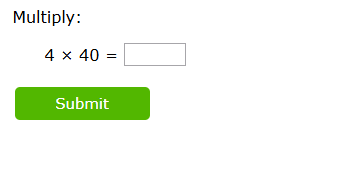 Multiply:
4 × 40 =
Submit